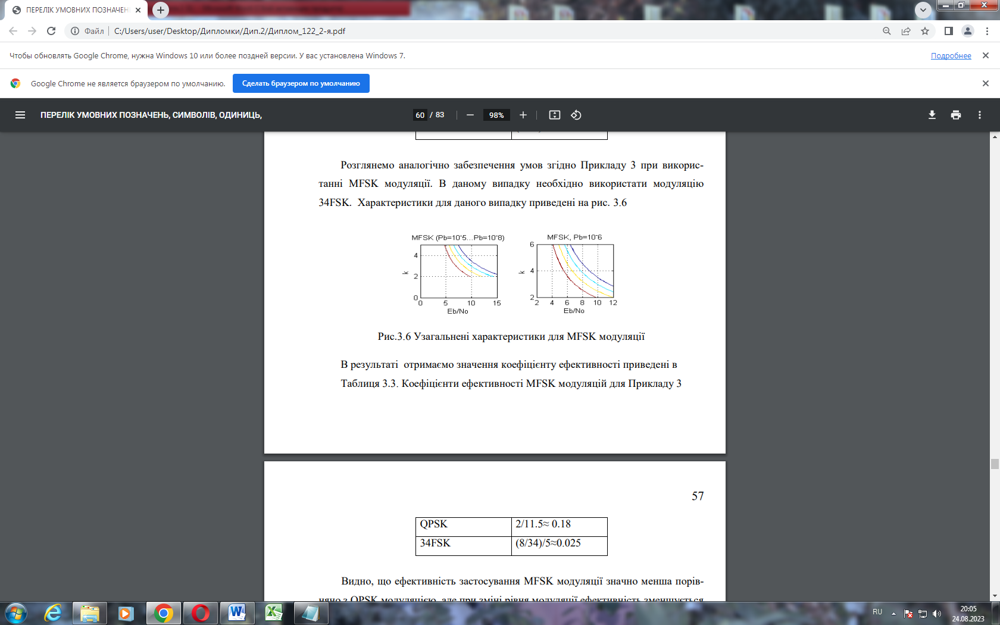 ПЕРЕЛІК УМОВНИХ ПОЗНАЧЕН
Файл
C:/Users/user/Desktop/Дипломки/Дип.2/Диплом_122_2-я.pdf
Чтобы обновлять Google Chrome, нужна Windows 10 или более поздней версии. У вас установлена Windows 7.
Подробнее
Google Chrome не является браузером по умолчанию.
Сделать браузером по умолчанию
ПЕРЕЛІК УМОВНИХ ПОЗНАЧЕНЬ, СИМВОЛІВ, ОДИНИЦЬ,
60 / 83
98%
Розглянемо аналогічно забезпечення умов згідно Прикладу 3 при викорис-
танні MFSK модуляції. В даному випадку необхідно використати модуляцію
34FSK. Характеристики для даного випадку приведені на рис. 3.6
MFSK (Pb=10-5...Pb=10-8)
4
2
0
k
0 5 10 15
Eb/No
MFSK, Pb=10-6
6
4
2
k
2 4 6 8 10 12
Eb/No
Рис.3.6 Узагальнені характеристики для MFSK модуляції
В результаті отримаємо значення коефіцієнту ефективності приведені в
Таблиця 3.3. Коефіцієнти ефективності MFSK модуляцій для Прикладу 3
57
QPSK 2/11.5≈ 0.18
34FSK (8/34)/5≈0.025
Видно, що ефективність застосування MFSK модуляції значно менша порів-
няно з QPSK модуляцією, але при зміні рівня модуляції ефективність зменшується
RU
20:05
24.08.2023